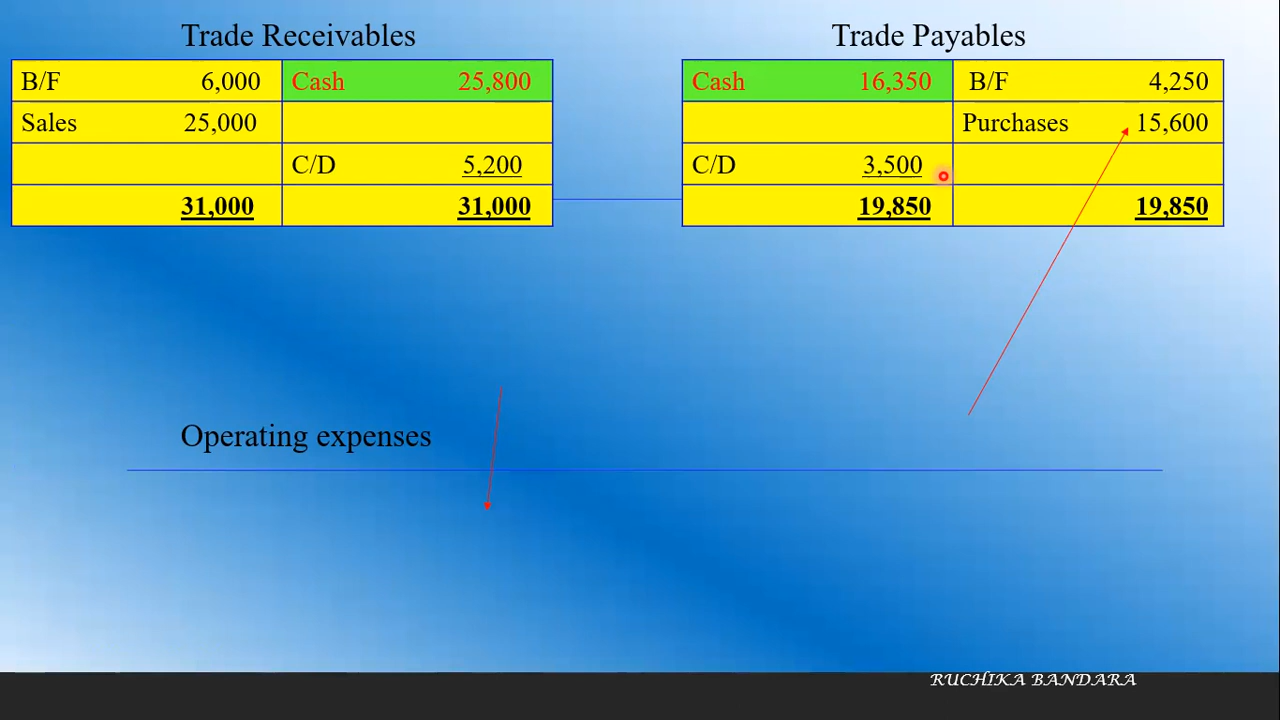 Trade Receivables
B/F 6,000 Cash 25,800
Sales 25,000
C/D 5,200
31,000 31,000
Trade Payables
Cash 16,350 B/F 4,250
Purchases 15,600
C/D 3,500
19,850 19,850
Operating expenses
RUCHIKA BANDARA